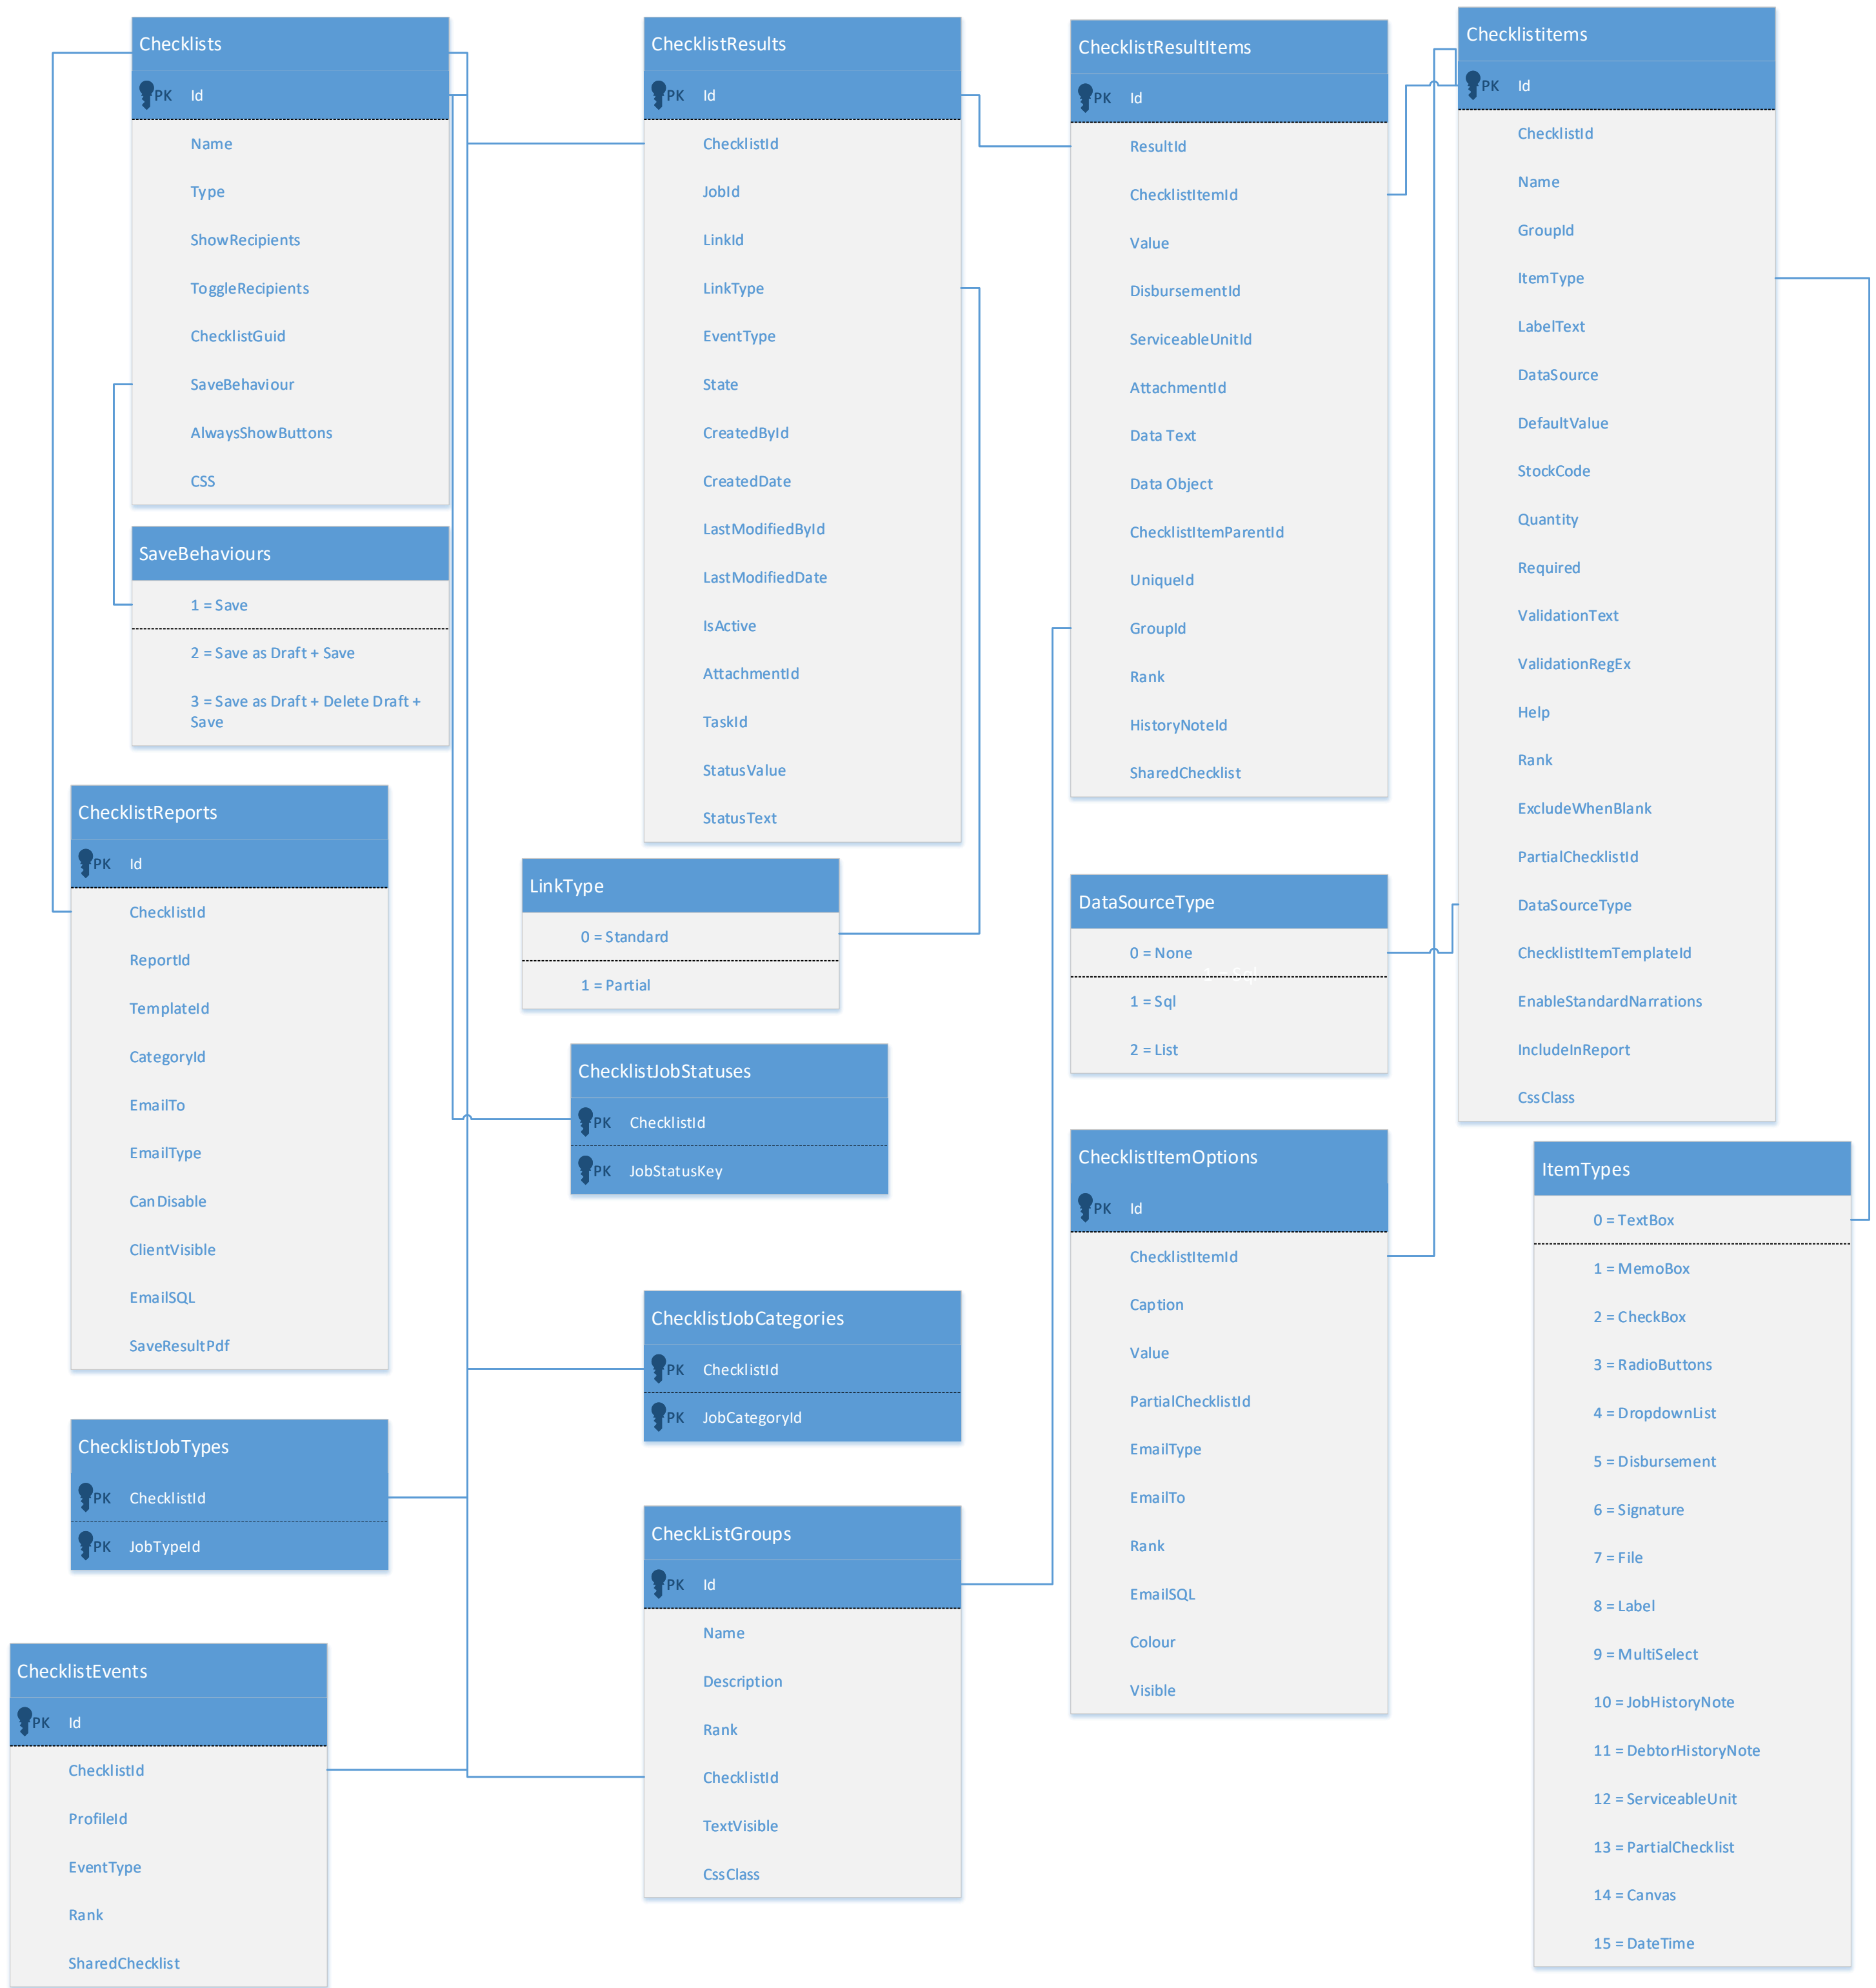 Checklists
PK Id
Name
Type
ShowRecipients
ToggleRecipients
ChecklistGuid
SaveBehaviour
AlwaysShowButtons
CSS
SaveBehaviours
1 = Save
2 = Save as Draft + Save
3 = Save as Draft + Delete Draft +
Save
ChecklistReports
PK Id
ChecklistId
ReportId
TemplateId
CategoryId
EmailTo
EmailType
CanDisable
ClientVisible
EmailSQL
SaveResultPdf
ChecklistJobTypes
PK ChecklistId
PK JobTypeId
ChecklistEvents
PK Id
ChecklistId
ProfileId
EventType
Rank
SharedChecklist
ChecklistResults
PK Id
ChecklistId
JobId
LinkId
LinkType
EventType
State
CreatedById
CreatedDate
LastModifiedById
LastModifiedDate
IsActive
AttachmentId
TaskId
StatusValue
StatusText
LinkType
0 = Standard
1 = Partial
ChecklistJobStatuses
PK ChecklistId
PK JobStatusKey
ChecklistJobCategories
PK ChecklistId
PK JobCategoryId
CheckListGroups
PK Id
Name
Description
Rank
ChecklistId
TextVisible
CssClass
ChecklistResultItems
PK Id
ResultId
ChecklistItemId
Value
DisbursementId
ServiceableUnitId
AttachmentId
Data Text
Data Object
ChecklistItemParentId
UniqueId
GroupId
Rank
HistoryNoteId
SharedChecklist
DataSourceType
0 = None
1 = Sql
2 = List
ChecklistItemOptions
PK Id
ChecklistItemId
Caption
Value
PartialChecklistId
EmailType
EmailTo
Rank
EmailSQL
Colour
Visible
Checklistitems
PK Id
ChecklistId
Name
GroupId
ItemType
LabelText
DataSource
DefaultValue
StockCode
Quantity
Required
ValidationText
ValidationRegEx
Help
Rank
ExcludeWhenBlank
PartialChecklistId
DataSourceType
ChecklistItemTemplateId
EnableStandardNarrations
IncludeInReport
CssClass
ItemTypes
0 = TextBox
1 = MemoBox
2 = CheckBox
3 = RadioButtons
4 = DropdownList
5 = Disbursement
6 = Signature
7 = File
8 = Label
9 = MultiSelect
10 = JobHistoryNote
11 = DebtorHistoryNote
12 = ServiceableUnit
13 = PartialChecklist
14 = Canvas
15 = DateTime